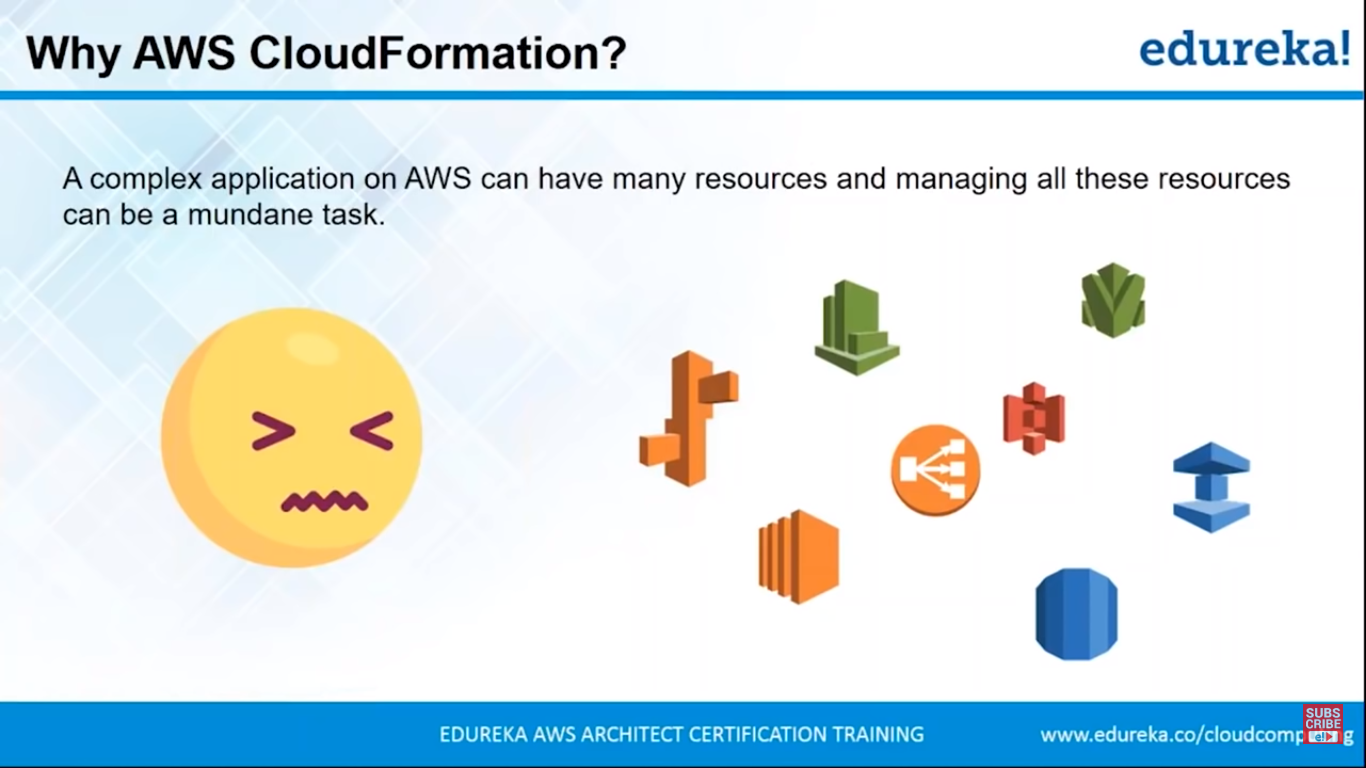 Why AWS CloudFormation?
edureka!
A complex application on AWS can have many resources and managing all these resources
can be a mundane task.
EDUREKA AWS ARCHITECT CERTIFICATION TRAINING
www.edureka.co/cloudcomp g
SUBS
CRIBE
e!